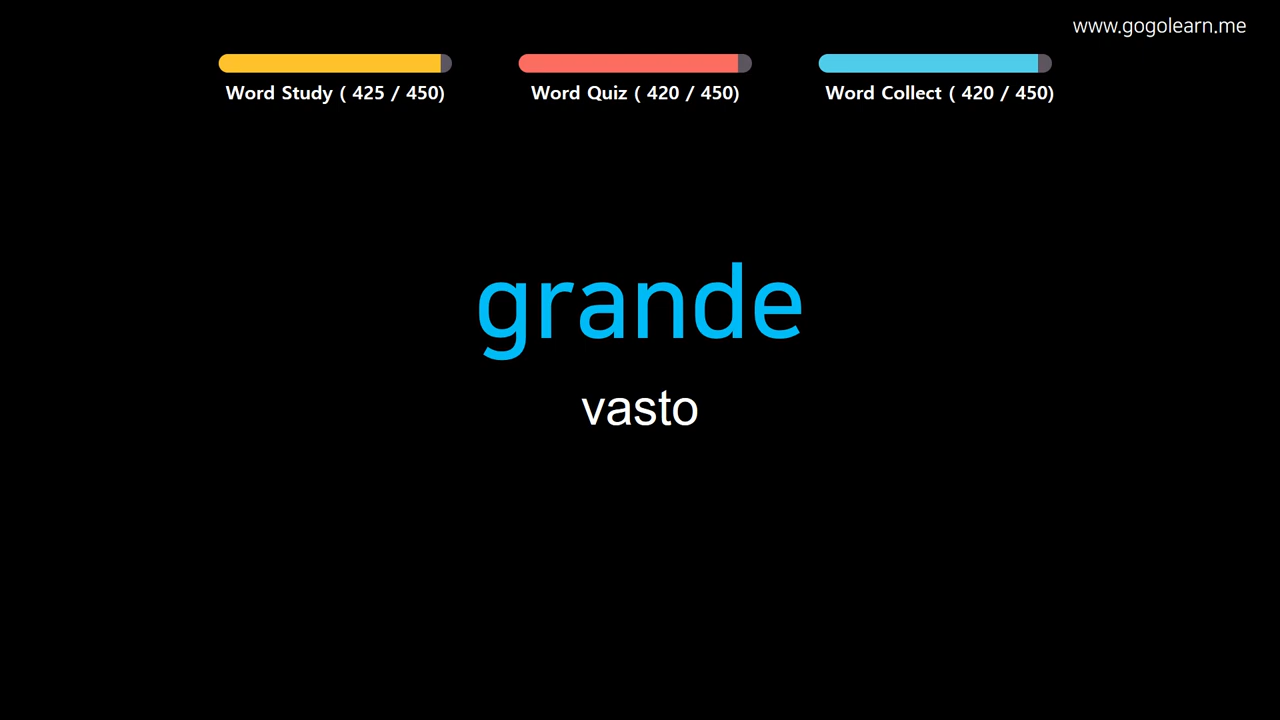 www.gogolearn.me
Word Study ( 425 / 450)
Word Quiz ( 420 / 450)
Word Collect ( 420 / 450)
grande
vasto